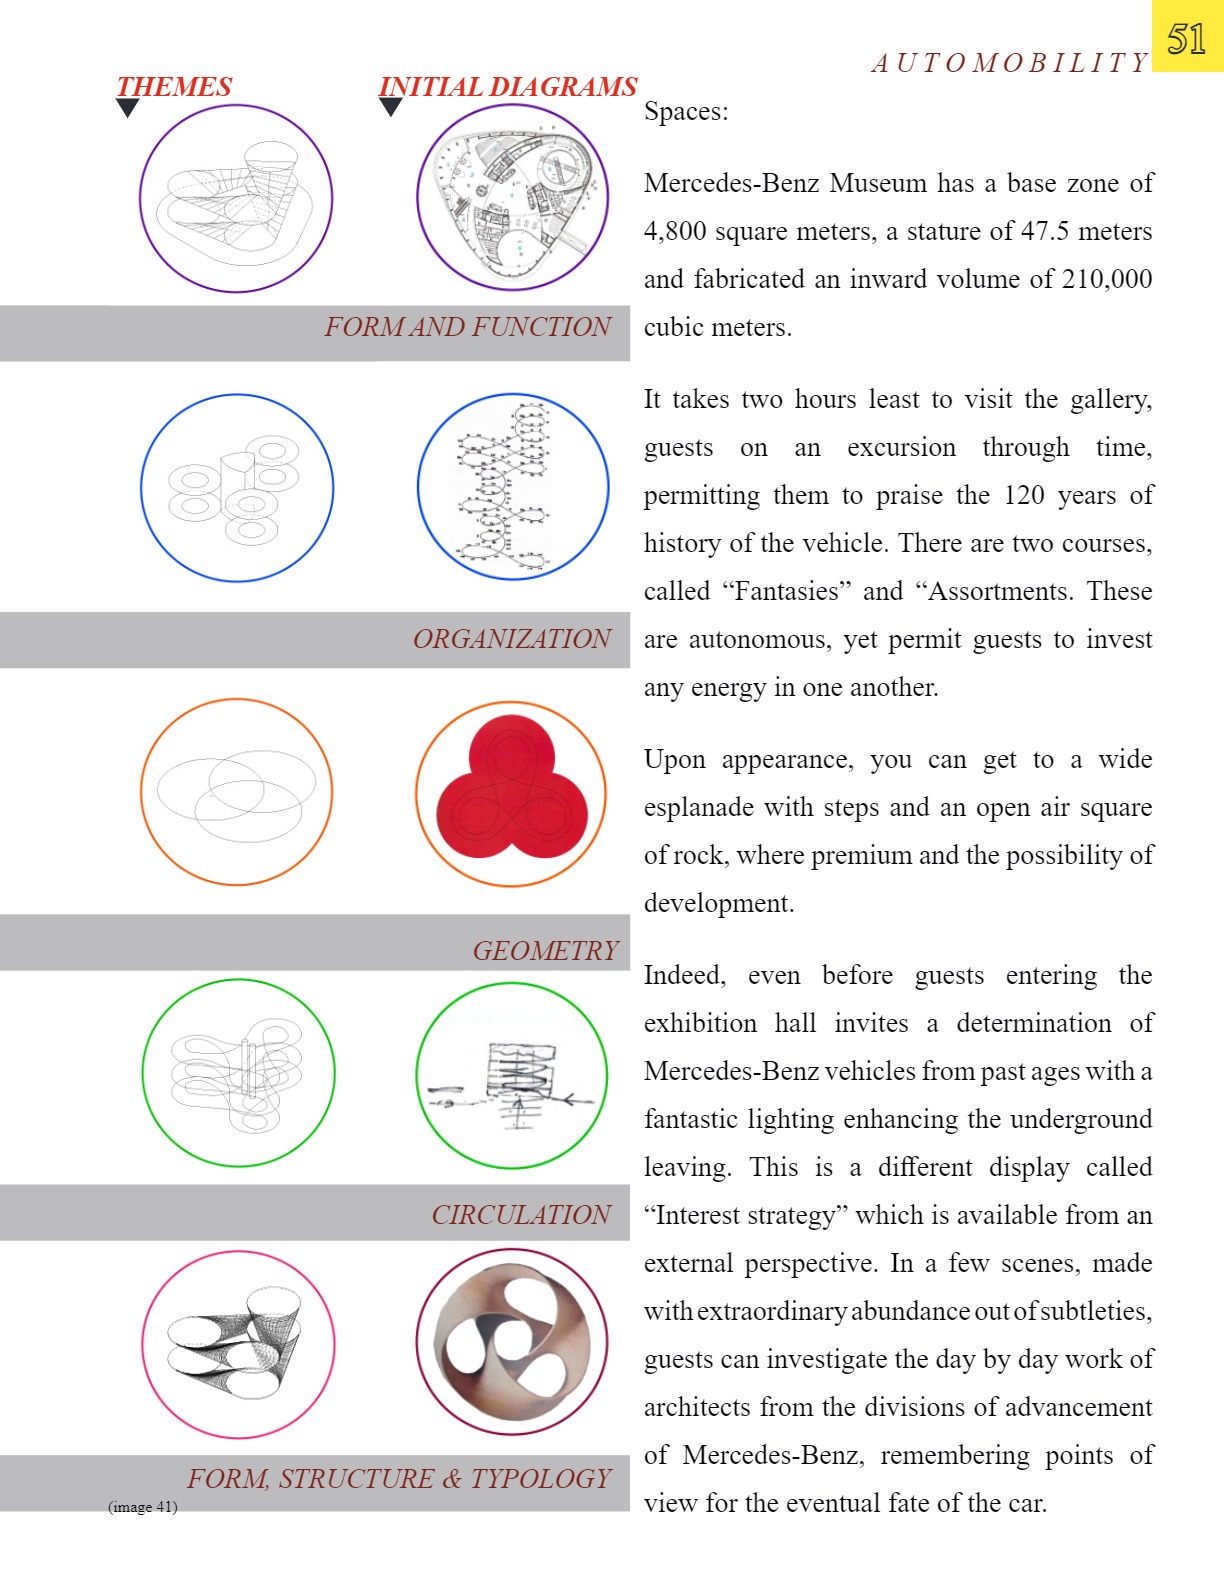 51
AUTOMOBILITY
THEMES
INITIAL DIAGRAMS
FORM AND FUNCTION
ORGANIZATION
GEOMETRY
CIRCULATION
FORM, STRUCTURE & TYPOLOGY
(image 41)
Spaces:
Mercedes-Benz Museum has a base zone of
4,800 square meters, a stature of 47.5 meters
and fabricated an inward volume of 210,000
cubic meters.
It takes two hours least to visit the gallery,
guests on an excursion through time,
permitting them to praise the 120 years of
history of the vehicle. There are two courses,
called “Fantasies” and “Assortments. These
are autonomous, yet permit guests to invest
any energy in one another.
Upon appearance, you can get to a wide
esplanade with steps and an open air square
of rock, where premium and the possibility of
development.
Indeed, even before guests entering the
exhibition hall invites a determination of
Mercedes-Benz vehicles from past ages with a
fantastic lighting enhancing the underground
leaving. This is a different display called
“Interest strategy” which is available from an
external perspective. In a few scenes, made
with extraordinary abundance out of subtleties,
guests can investigate the day by day work of
architects from the divisions of advancement
of Mercedes-Benz, remembering points of
view for the eventual fate of the car.